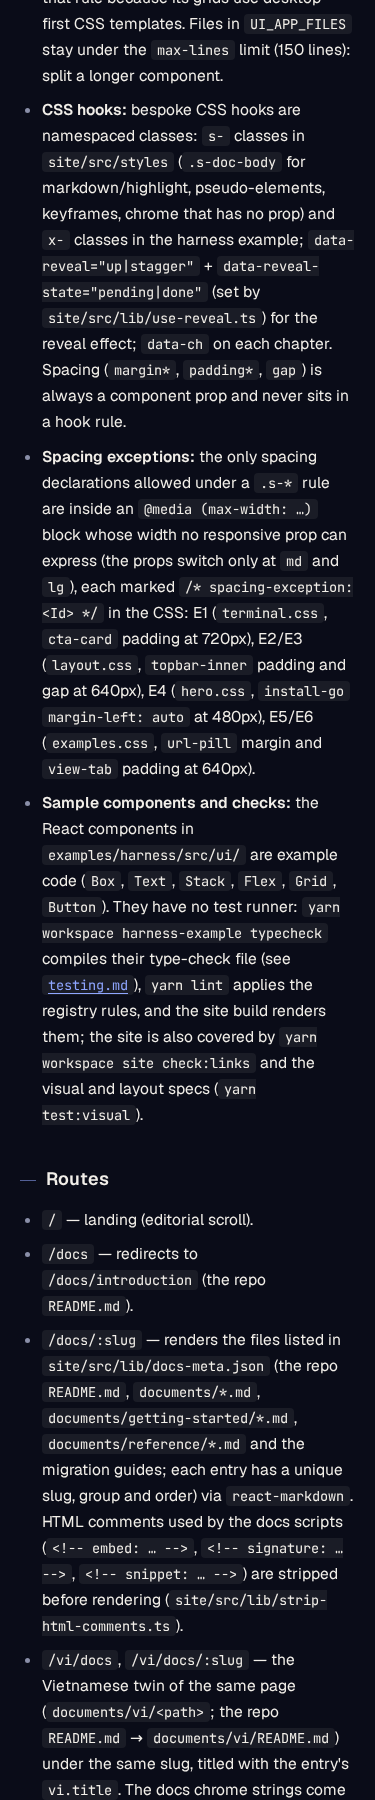 that rule because its grids use desktop-
first CSS templates. Files in UI_APP_FILES
stay under the max-lines limit (150 lines):
split a longer component.
CSS hooks: bespoke CSS hooks are
namespaced classes: s- classes in
site/src/styles ( .s-doc-body for
markdown/highlight, pseudo-elements,
keyframes, chrome that has no prop) and
x- classes in the harness example; data-
reveal="up|stagger" + data-reveal-
state="pending|done" (set by
site/src/lib/use-reveal.ts ) for the
reveal effect; data-ch on each chapter.
Spacing ( margin* , padding* , gap ) is
always a component prop and never sits in
a hook rule.
Spacing exceptions: the only spacing
declarations allowed under a .s-* rule
are inside an @media (max-width: …)
block whose width no responsive prop can
express (the props switch only at md and
lg ), each marked /* spacing-exception:
<Id> */ in the CSS: E1 ( terminal.css ,
cta-card padding at 720px), E2/E3
( layout.css , topbar-inner padding and
gap at 640px), E4 ( hero.css , install-go
margin-left: auto at 480px), E5/E6
( examples.css , url-pill margin and
view-tab padding at 640px).
Sample components and checks: the
React components in
examples/harness/src/ui/ are example
code ( Box , Text , Stack , Flex , Grid ,
Button ). They have no test runner: yarn
workspace harness-example typecheck
compiles their type-check file (see
testing.md ), yarn lint applies the
registry rules, and the site build renders
them; the site is also covered by yarn
workspace site check:links and the
visual and layout specs ( yarn
test:visual ).
— Routes
/ — landing (editorial scroll).
/docs — redirects to
/docs/introduction (the repo
README.md ).
/docs/:slug — renders the files listed in
site/src/lib/docs-meta.json (the repo
README.md , documents/*.md ,
documents/getting-started/*.md ,
documents/reference/*.md and the
migration guides; each entry has a unique
slug, group and order) via react-markdown .
HTML comments used by the docs scripts
( <!-- embed: … --> , <!-- signature: …
--> , <!-- snippet: … --> ) are stripped
before rendering ( site/src/lib/strip-
html-comments.ts ).
/vi/docs , /vi/docs/:slug — the
Vietnamese twin of the same page
( documents/vi/<path> ; the repo
README.md → documents/vi/README.md )
under the same slug, titled with the entry's
vi.title . The docs chrome strings come